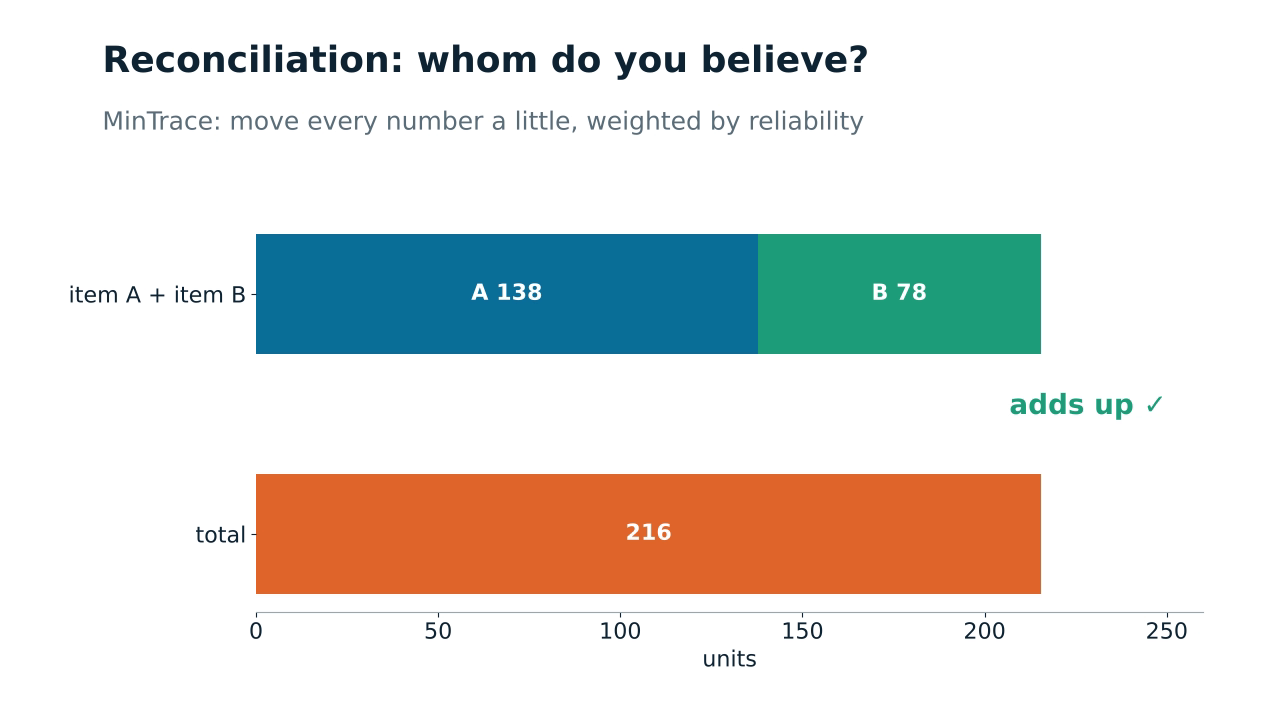 Reconciliation: whom do you believe?
MinTrace: move every number a little, weighted by reliability
item A + item B
A 138
B 78
adds up ✓
total
216
0 50 100 150 200 250
units